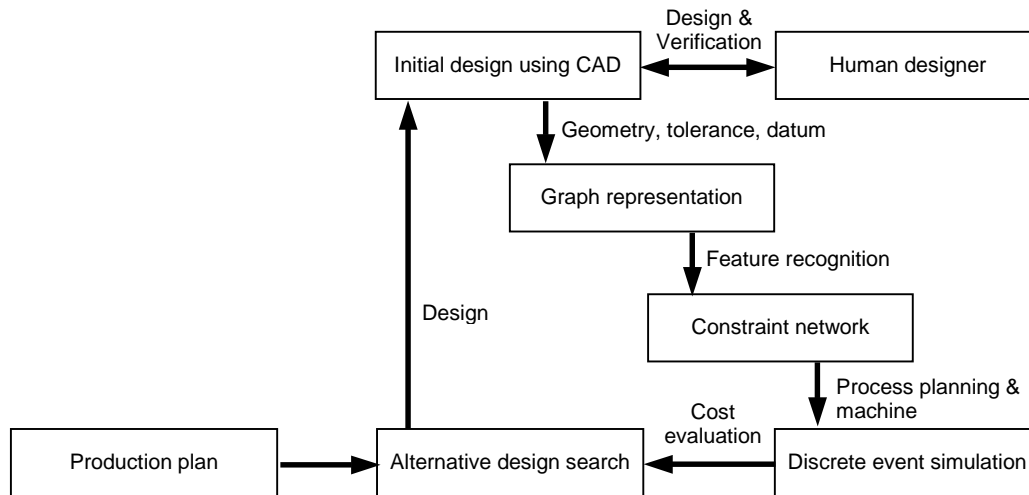 Design &
Verification
Initial design using CAD
Human designer
Geometry, tolerance, datum
Graph representation
Feature recognition
Constraint network
Design
Process planning &
machine
Cost
evaluation
Production plan
Alternative design search
Discrete event simulation